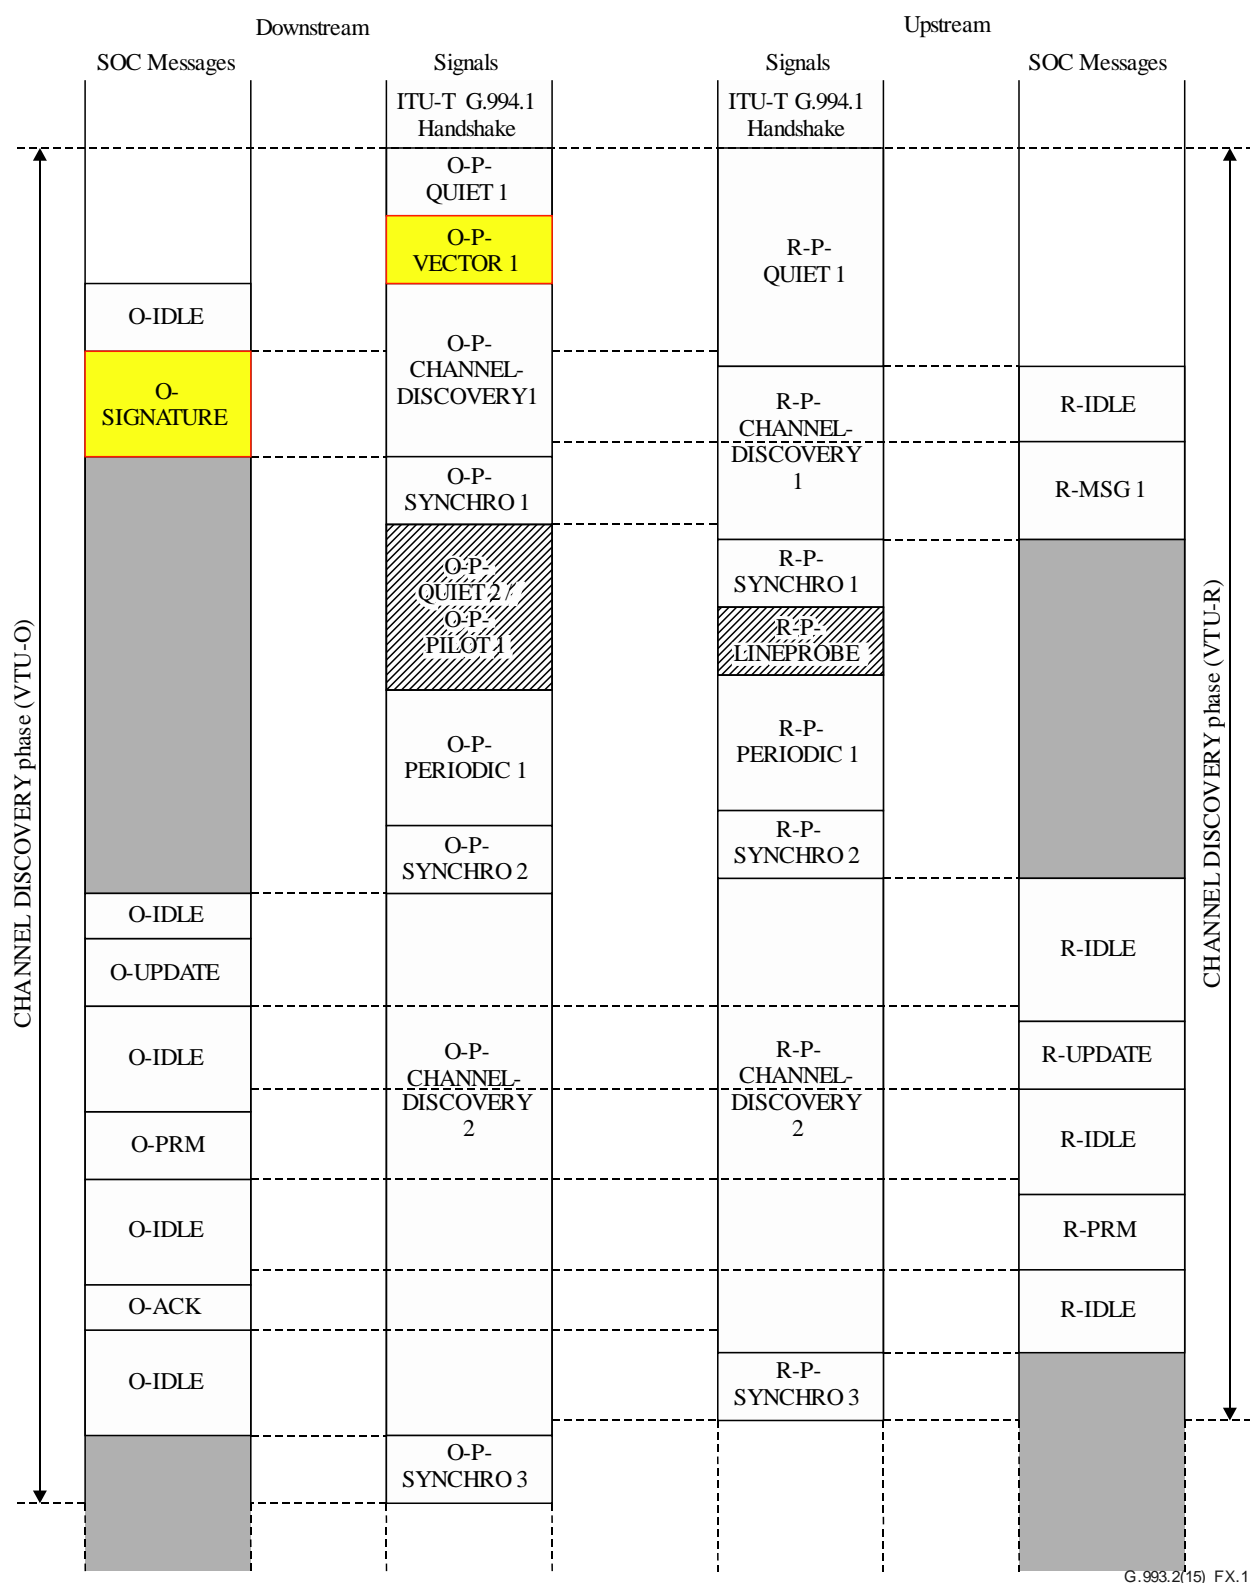 Downstream
Upstream
SOC Messages
Signals
Signals
SOC Messages
ITU-T G.994.1
Handshake
ITU-T G.994.1
Handshake
O-P-
QUIET 1
O-P-
VECTOR 1
R-P-
QUIET 1
O-IDLE
O-P-
CHANNEL-
DISCOVERY1
O-
SIGNATURE
R-P-
CHANNEL-
DISCOVERY
1
R-IDLE
O-P-
SYNCHRO 1
R-MSG 1
O-P-
QUIET 2 /
O-P-
PILOT 1
R-P-
SYNCHRO 1
R-P-
LINEPROBE
O-P-
PERIODIC 1
R-P-
PERIODIC 1
O-P-
SYNCHRO 2
R-P-
SYNCHRO 2
CHANNEL DISCOVERY phase (VTU-O)
CHANNEL DISCOVERY phase (VTU-R)
O-IDLE
O-UPDATE
R-IDLE
O-IDLE
O-P-
CHANNEL-
DISCOVERY
2
R-P-
CHANNEL-
DISCOVERY
2
R-UPDATE
O-PRM
R-IDLE
O-IDLE
R-PRM
O-ACK
R-IDLE
O-IDLE
R-P-
SYNCHRO 3
O-P-
SYNCHRO 3
G.993.2(15)_FX.1